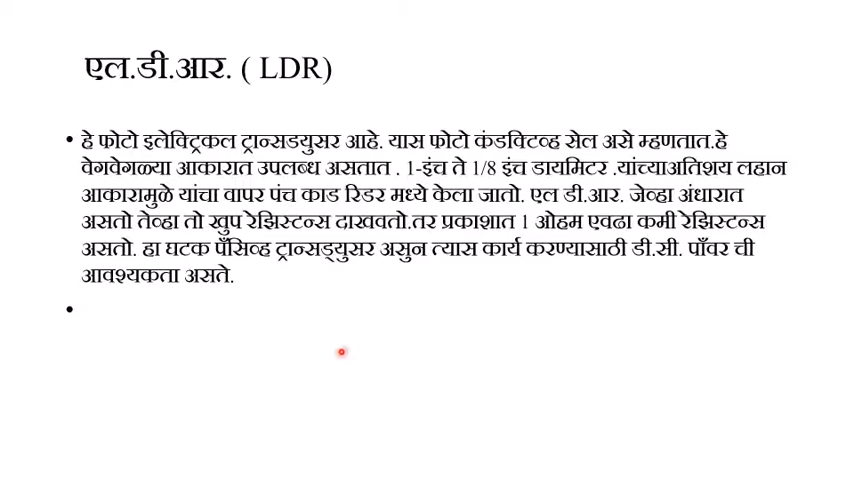 एल.डी.आर. ( LDR)
• हे फोटो इलेक्ट्रिकल ट्रान्सडयुसर आहे. यास फोटो कंडक्टिव्ह सेल असे म्हणतात.हे
वेगवेगळ्या आकारात उपलब्ध असतात . 1-इंच ते 1/8 इंच डायमिटर .यांच्याअतिशय लहान
आकारामुळे यांचा वापर पंच काड रिडर मध्ये केला जातो. एल डी.आर. जेव्हा अंधारात
असतो तेव्हा तो खुप रेझिस्टन्स दाखवतो.तर प्रकाशात 1 ओहम एवढा कमी रेझिस्टन्स
असतो. हा घटक पॅसिव्ह ट्रान्सड्युसर असुन त्यास कार्य करण्यासाठी डी.सी. पाॅवर ची
आवश्यकता असते.
•